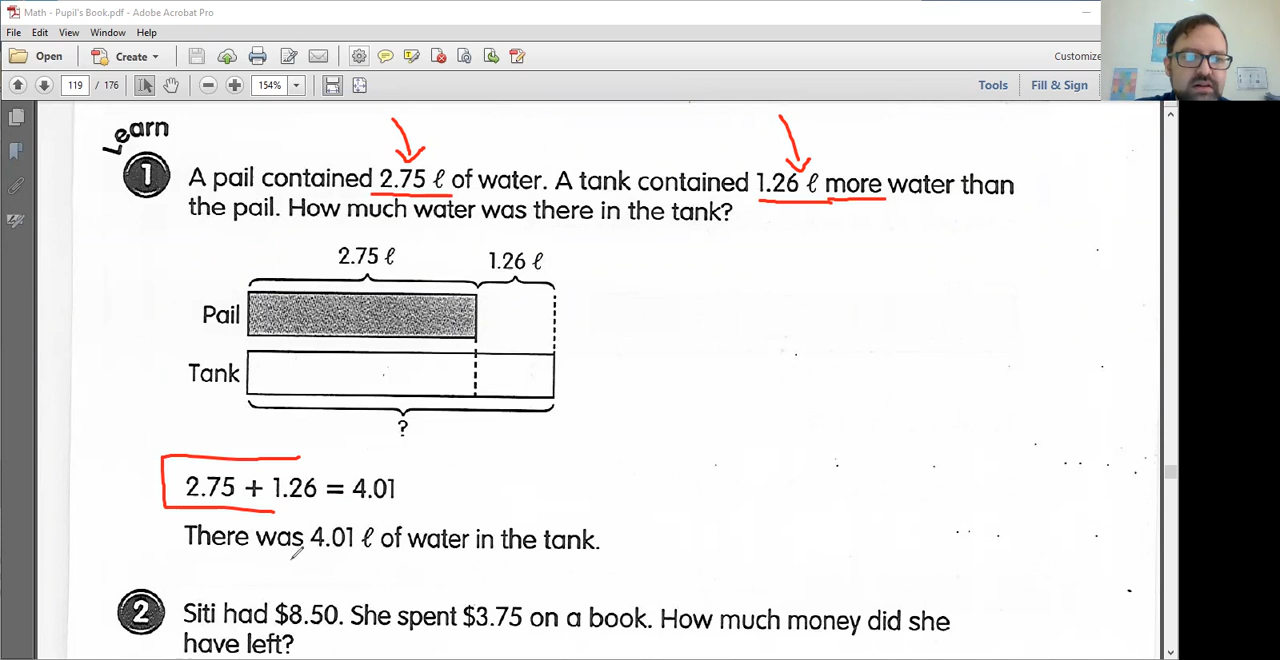 Math - Pupil's Book.pdf - Adobe Acrobat Pro
File Edit View Window Help
Open Create Customize
119 / 176 154% Tools Fill & Sign
Learn
1 A pail contained 2.75 ℓ of water. A tank contained 1.26 ℓ more water than
the pail. How much water was there in the tank?
2.75 ℓ 1.26 ℓ
Pail
Tank
?
2.75 + 1.26 = 4.01
There was 4.01 ℓ of water in the tank.
2 Siti had $8.50. She spent $3.75 on a book. How much money did she
have left?